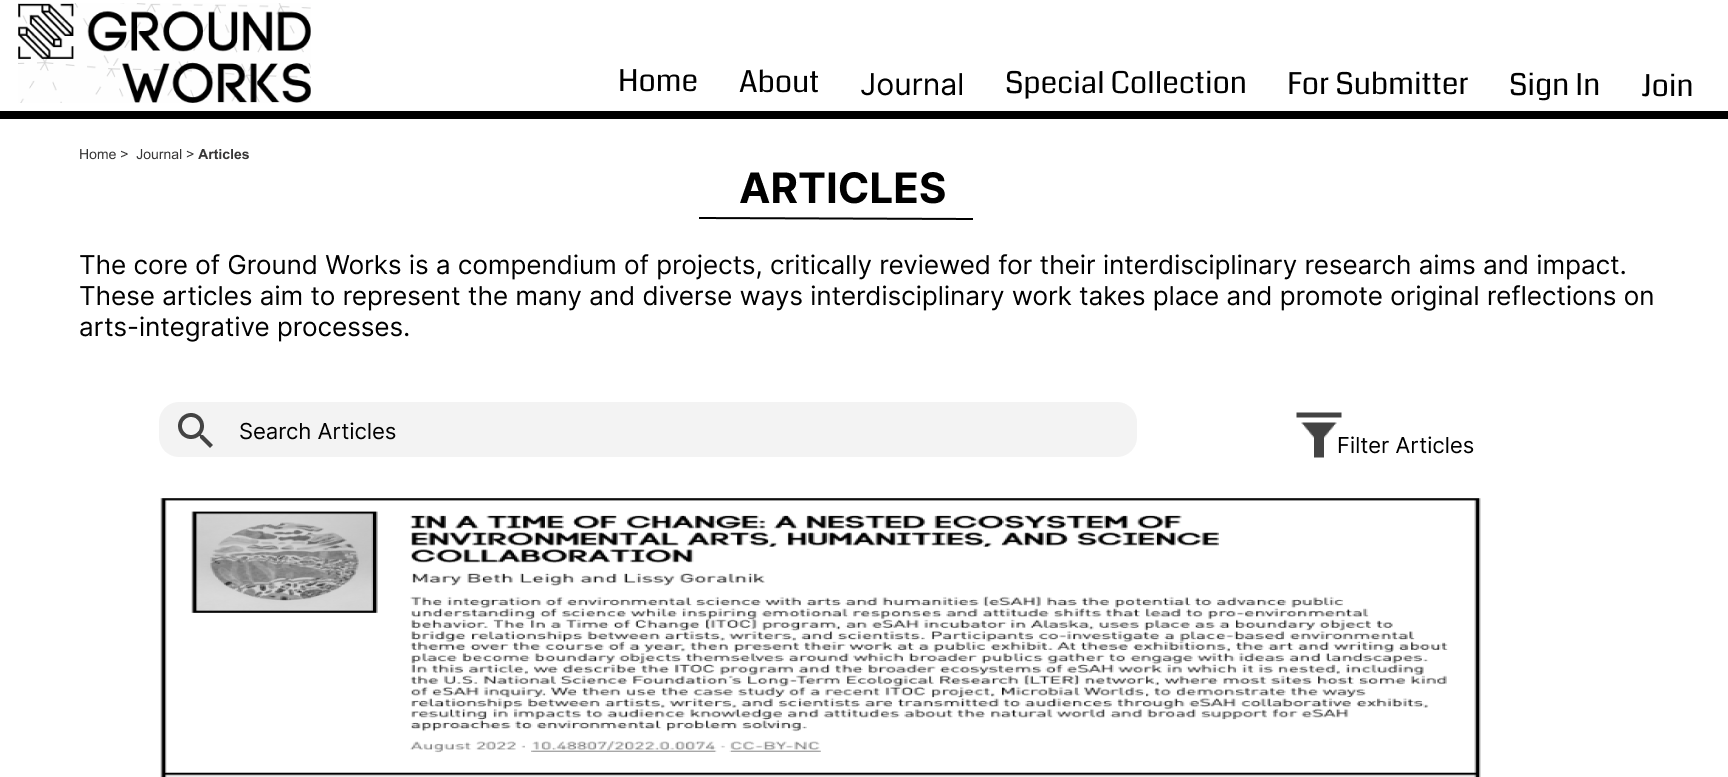 GROUND
WORKS
Home About Journal Special Collection For Submitter Sign In Join
Home > Journal > Articles
ARTICLES
The core of Ground Works is a compendium of projects, critically reviewed for their interdisciplinary research aims and impact.
These articles aim to represent the many and diverse ways interdisciplinary work takes place and promote original reflections on
arts-integrative processes.
Search Articles
Filter Articles
IN A TIME OF CHANGE: A NESTED ECOSYSTEM OF
ENVIRONMENTAL ARTS, HUMANITIES, AND SCIENCE
COLLABORATION
Mary Beth Leigh and Lissy Goralnik
The integration of environmental science with arts and humanities (eSAH) has the potential to advance public
understanding of science while inspiring emotional responses and attitude shifts that lead to pro-environmental
behavior. The In a Time of Change (ITOC) program, an eSAH incubator in Alaska, uses place as a boundary object to
bridge relationships between artists, writers, and scientists. Participants co-investigate a place-based environmental
theme over the course of a year, then present their work at a public exhibit. At these exhibitions, the art and writing about
place become boundary objects themselves around which broader publics gather to engage with ideas and landscapes.
In this article, we describe the ITOC program and the broader ecosystems of eSAH work in which it is nested, including
the U.S. National Science Foundation's Long-Term Ecological Research (LTER) network, where most sites host some kind
of eSAH inquiry. We then use the case study of a recent ITOC project, Microbial Worlds, to demonstrate the ways
relationships between artists, writers, and scientists are transmitted to audiences through eSAH collaborative exhibits,
resulting in impacts to audience knowledge and attitudes about the natural world and broad support for eSAH
approaches to environmental problem solving.
August 2022 · 10.48807/2022.0.0074 · CC-BY-NC